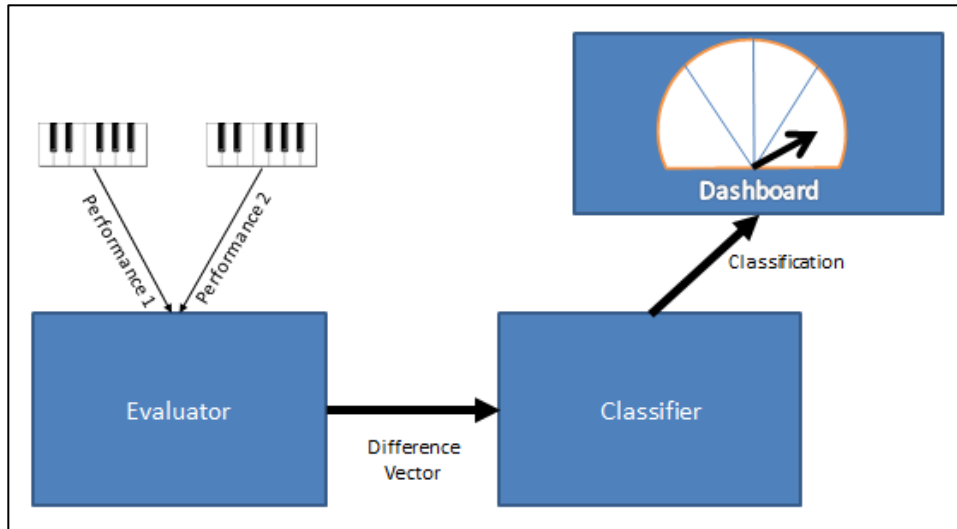 Performance 1
Performance 2
Dashboard
Classification
Evaluator
Classifier
Difference
Vector